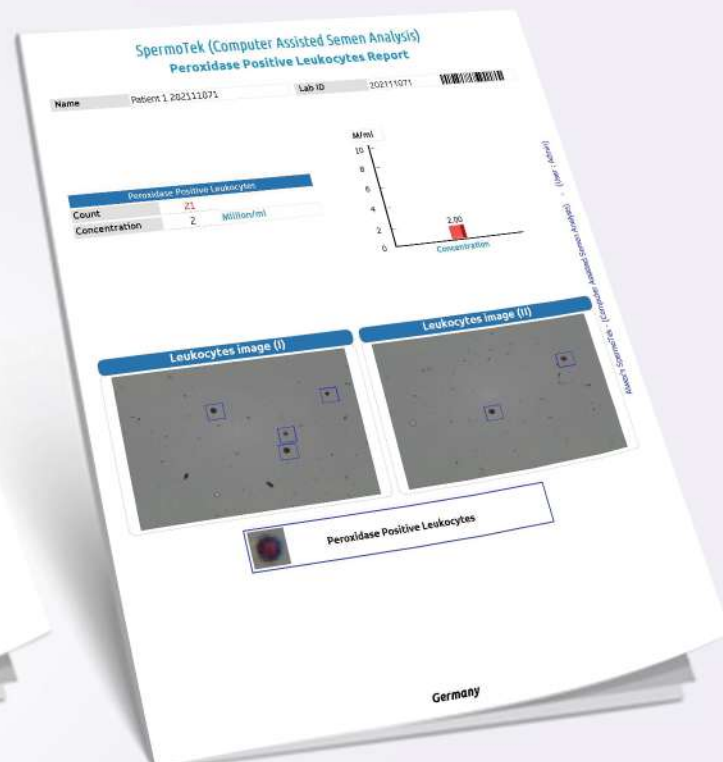 SpermoTek (Computer Assisted Semen Analysis)
Peroxidase Positive Leukocytes Report
Name Patient 1 202111071 Lab ID 202111071
Peroxidase Positive Leukocytes
Count 21
Concentration 2 Million/ml
M/ml
10
8
6
4
2
0
2.00
Concentration
Leukocytes image (I)
Leukocytes image (II)
Peroxidase Positive Leukocytes
Germany
SpermoTek - (Computer Assisted Semen Analysis) - (User : Admin)